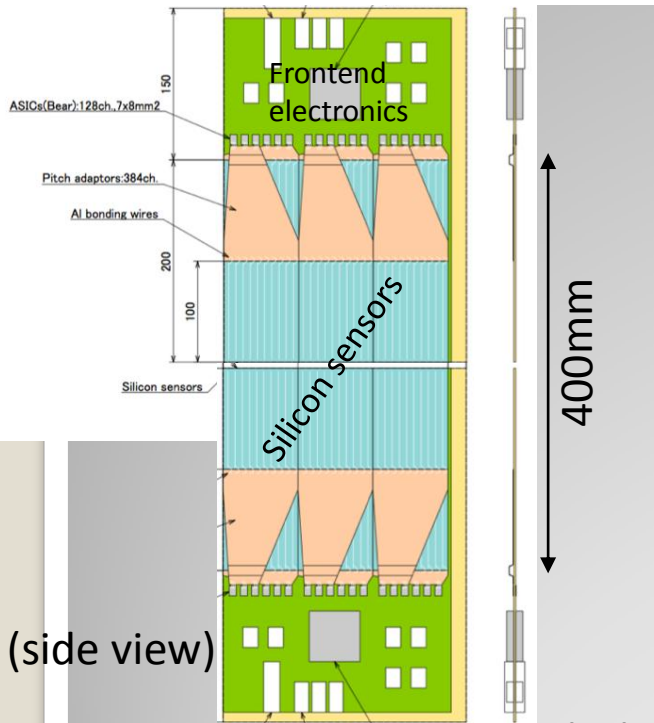 150
Frontend
electronics
ASICs(Bear):128ch.,7x8mm2
Pitch adaptors:384ch.
Al bonding wires
200
100
Silicon sensors
Silicon sensors
400mm
(side view)